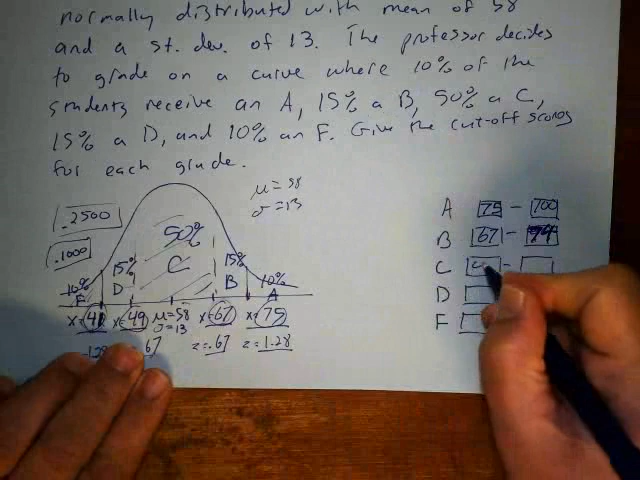 normally distributed with mean of 58
and a st. dev. of 13. The professor decides
to grade on a curve where 10% of the
students receive an A, 15% a B, 50% a C,
15% a D, and 10% an F. Give the cut-off scores
for each grade.
μ = 58
σ = 13
.2500
.1000
10% F
15% D
50% C
15% B
10% A
x=41 x=49 μ=58 x=67 x=75
σ=13
-1.28 67 z=.67 z=1.28
A 75 - 100
B 67 - 74
C -
D
F